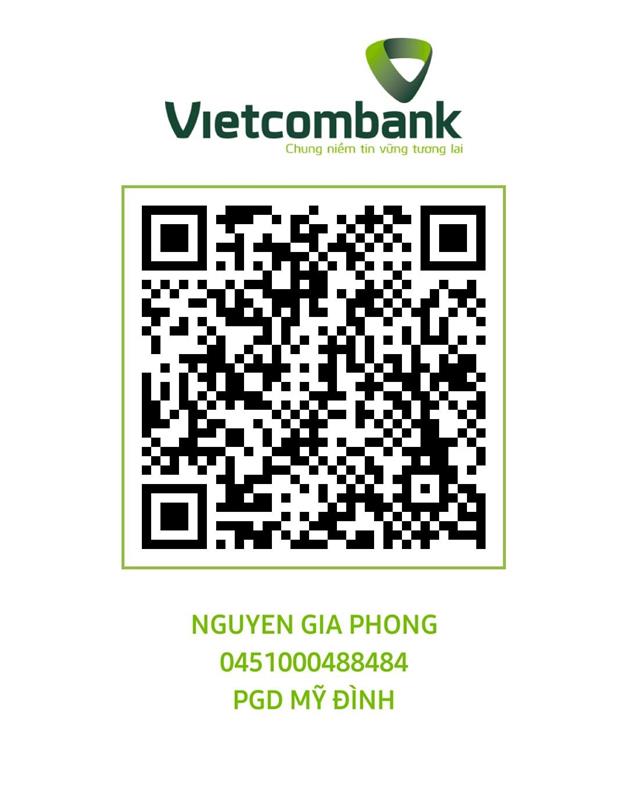 Vietcombank
Chung niềm tin vững tương lai
NGUYEN GIA PHONG
0451000488484
PGD MỸ ĐÌNH